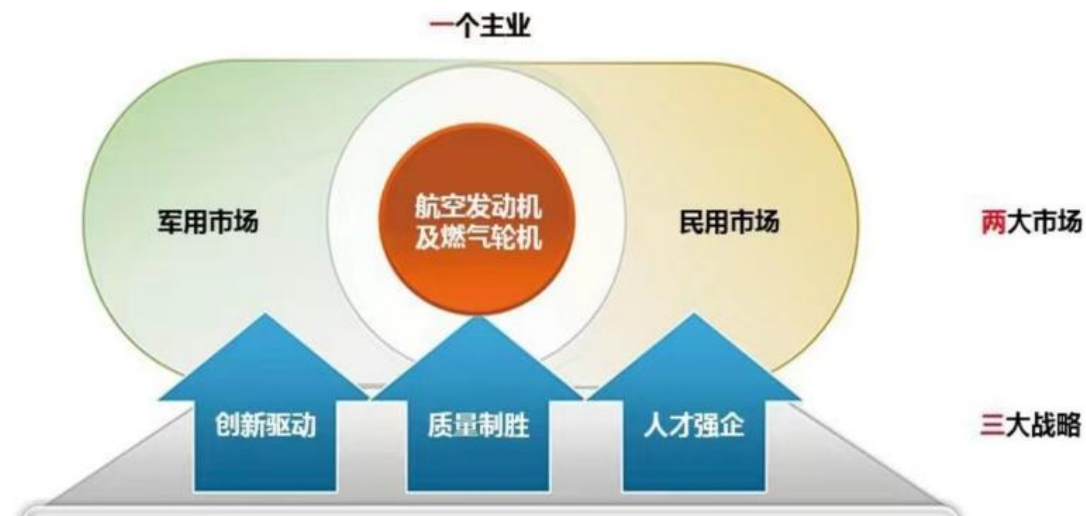 一个主业
军用市场
航空发动机
及燃气轮机
民用市场
两大市场
创新驱动
质量制胜
人才强企
三大战略